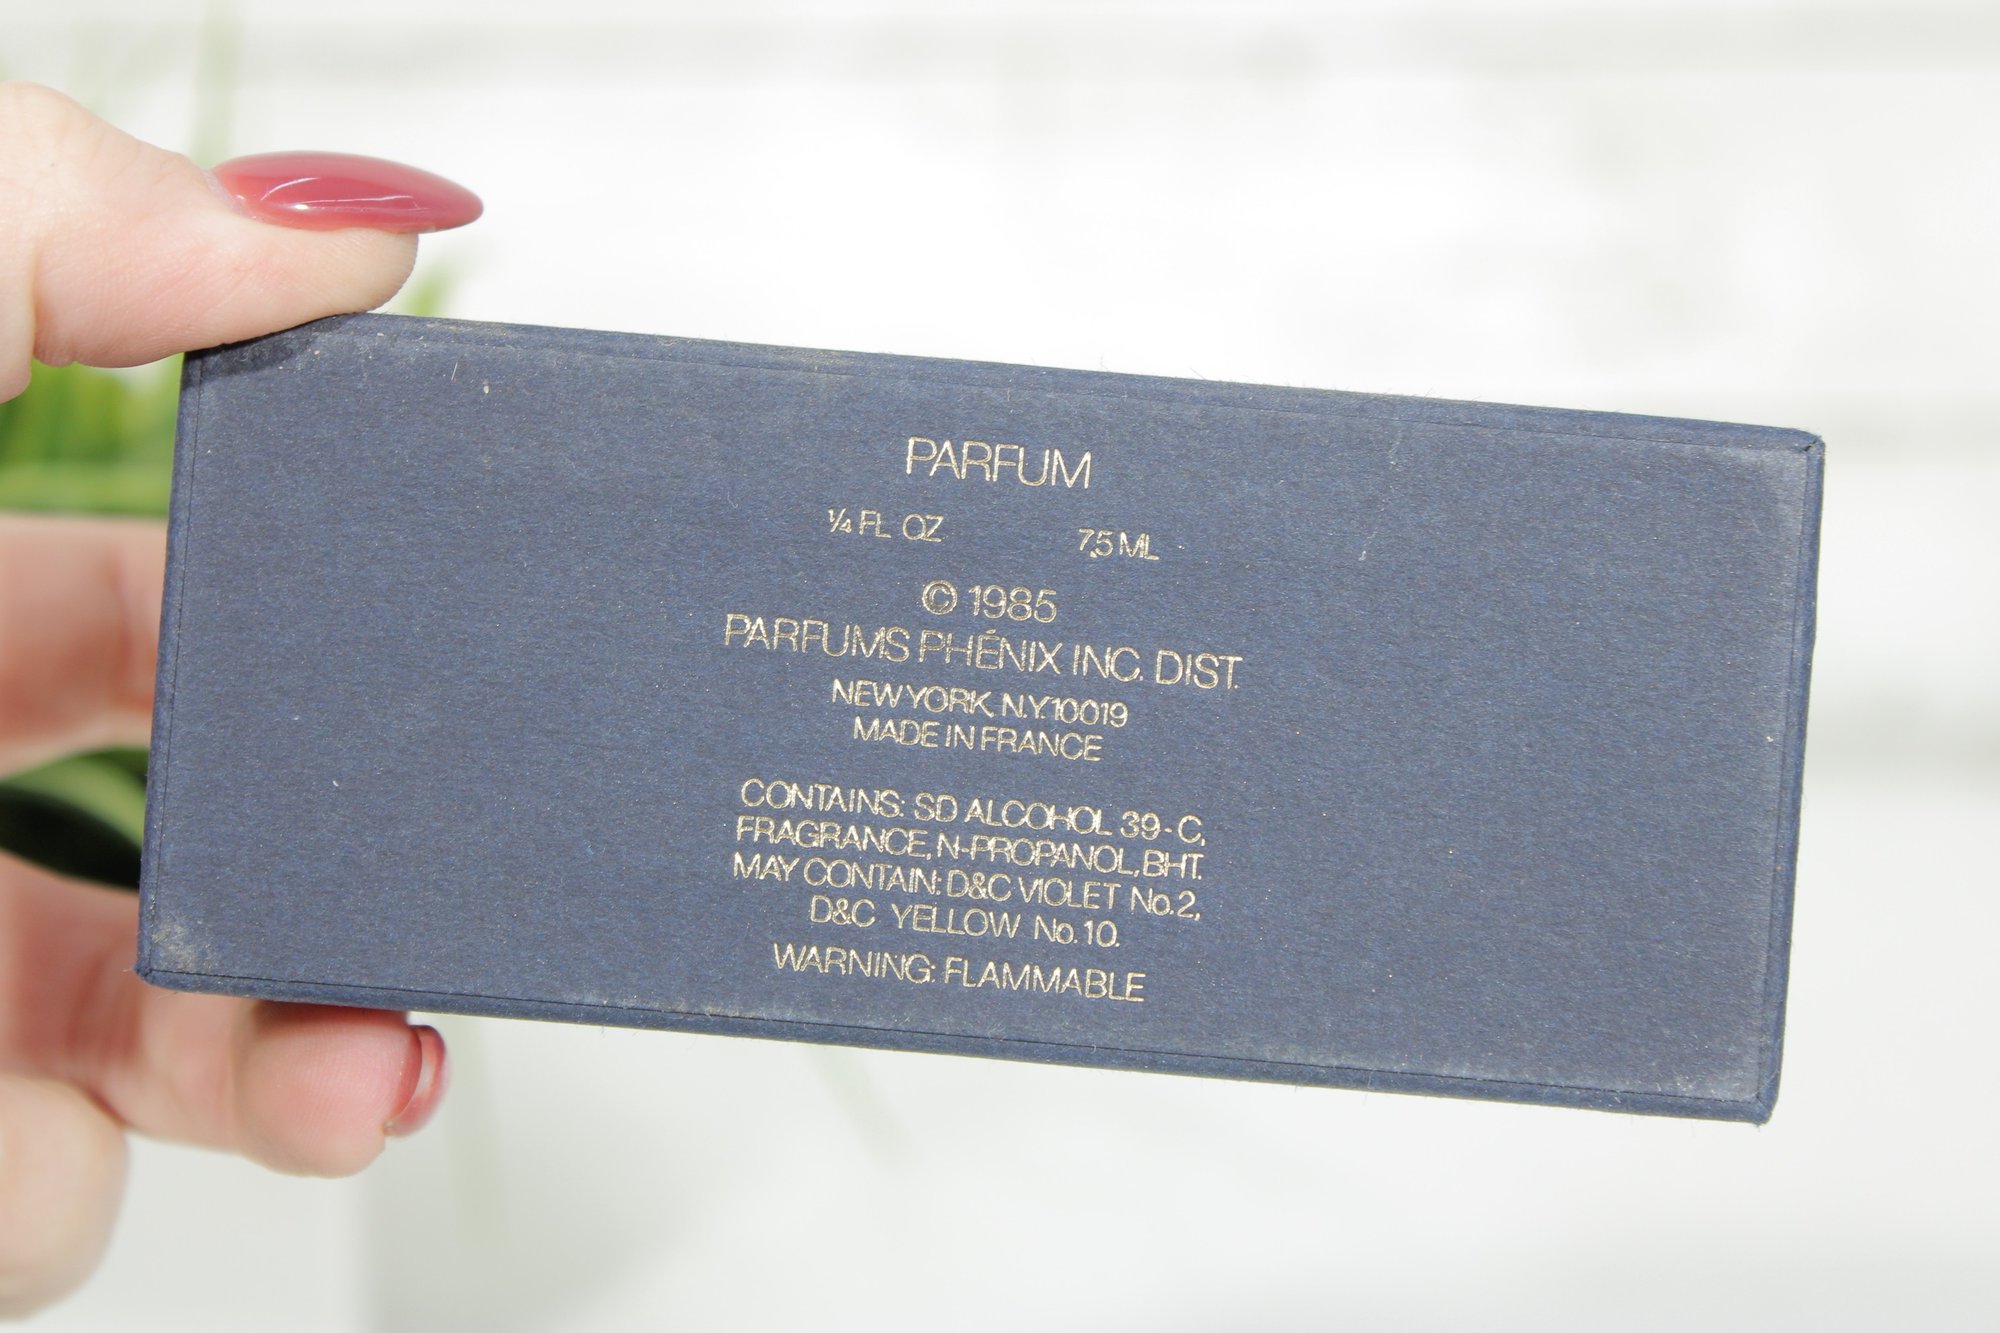 PARFUM
¼ FL OZ 7.5 ML
© 1985
PARFUMS PHÉNIX INC. DIST.
NEW YORK, N.Y. 10019
MADE IN FRANCE
CONTAINS: SD ALCOHOL 39-C,
FRAGRANCE, N-PROPANOL, BHT.
MAY CONTAIN: D&C VIOLET No. 2,
D&C YELLOW No. 10.
WARNING: FLAMMABLE